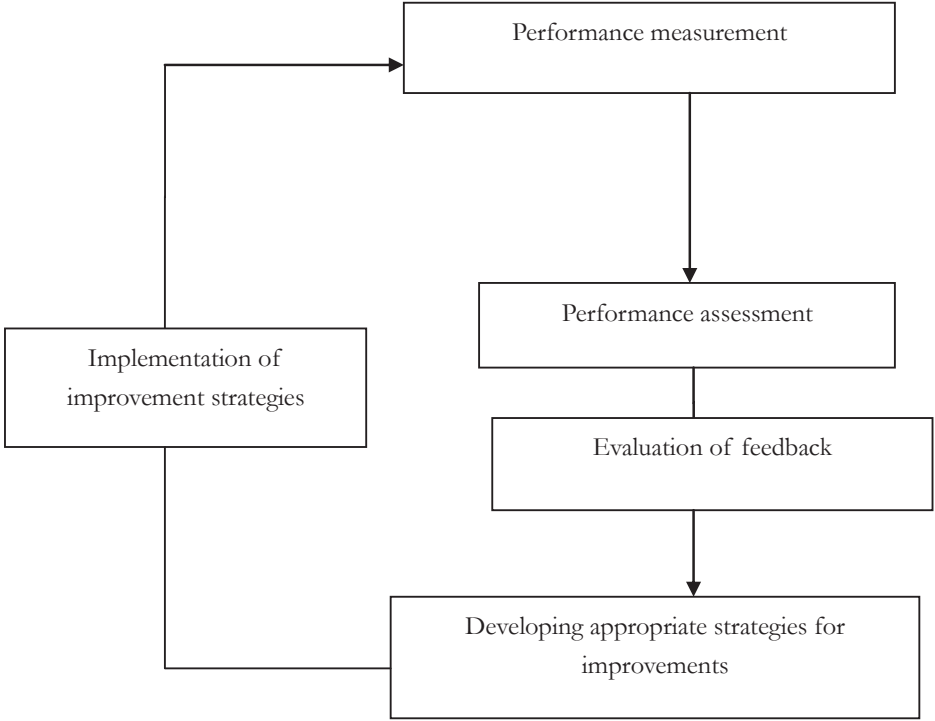 Performance measurement
Performance assessment
Implementation of
improvement strategies
Evaluation of feedback
Developing appropriate strategies for
improvements